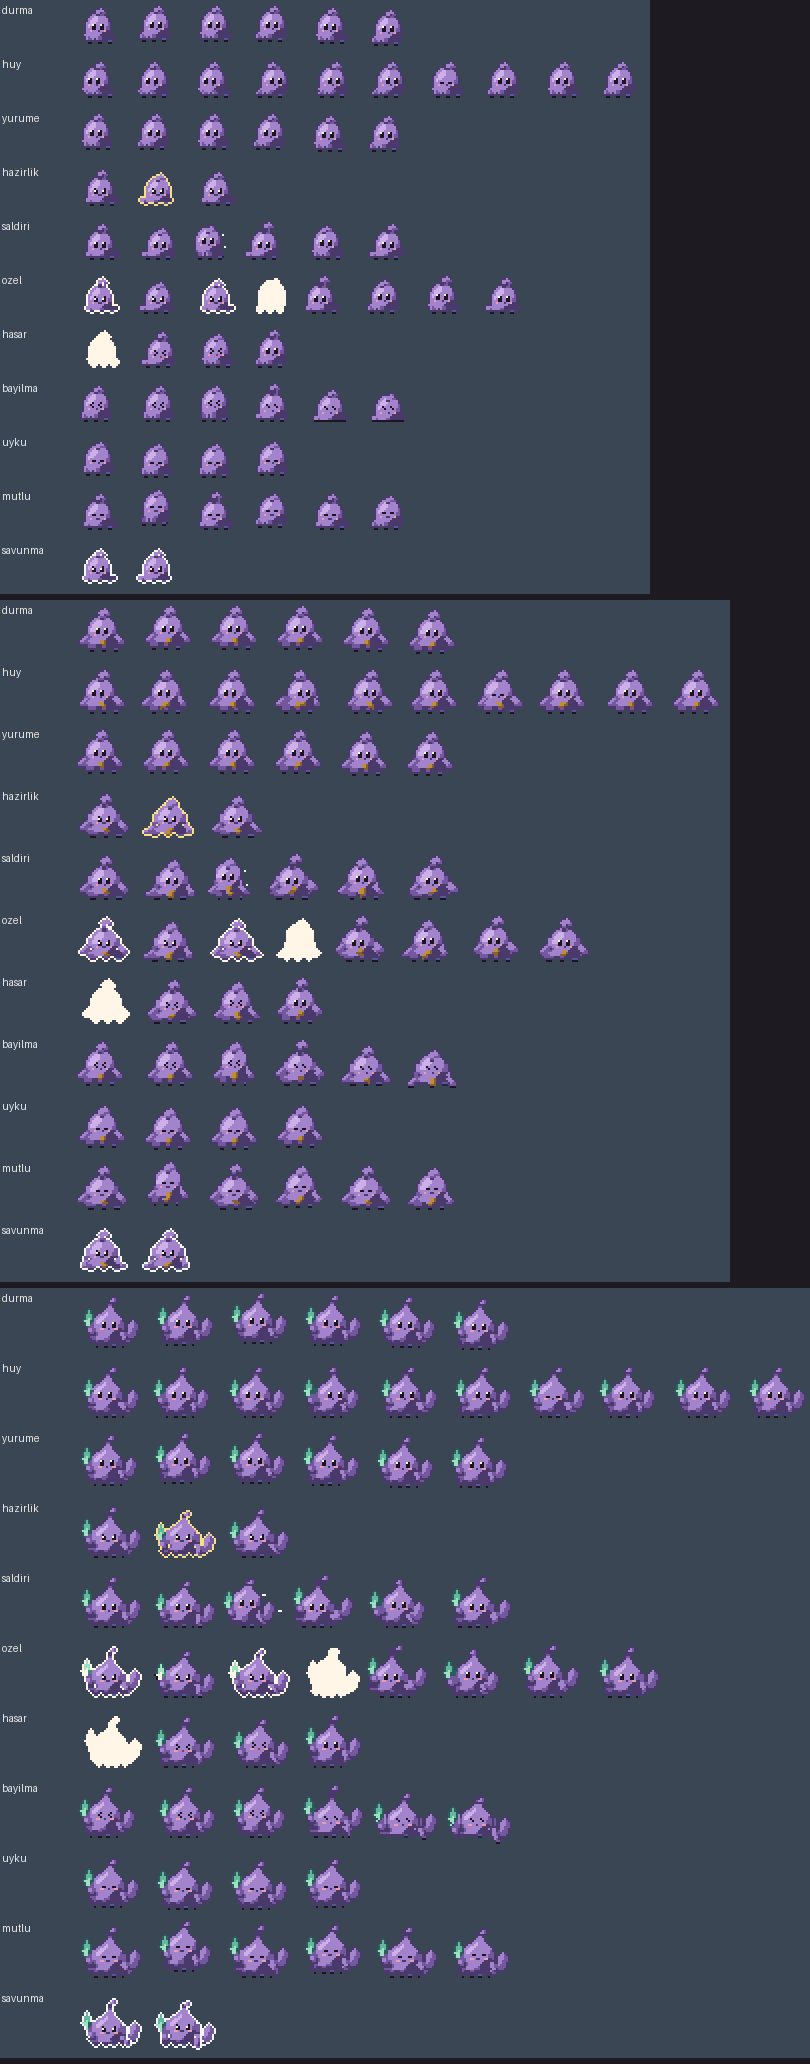 durma
huy
yurume
hazirlik
saldiri
ozel
hasar
bayilma
uyku
mutlu
savunma
durma
huy
yurume
hazirlik
saldiri
ozel
hasar
bayilma
uyku
mutlu
savunma
durma
huy
yurume
hazirlik
saldiri
ozel
hasar
bayilma
uyku
mutlu
savunma